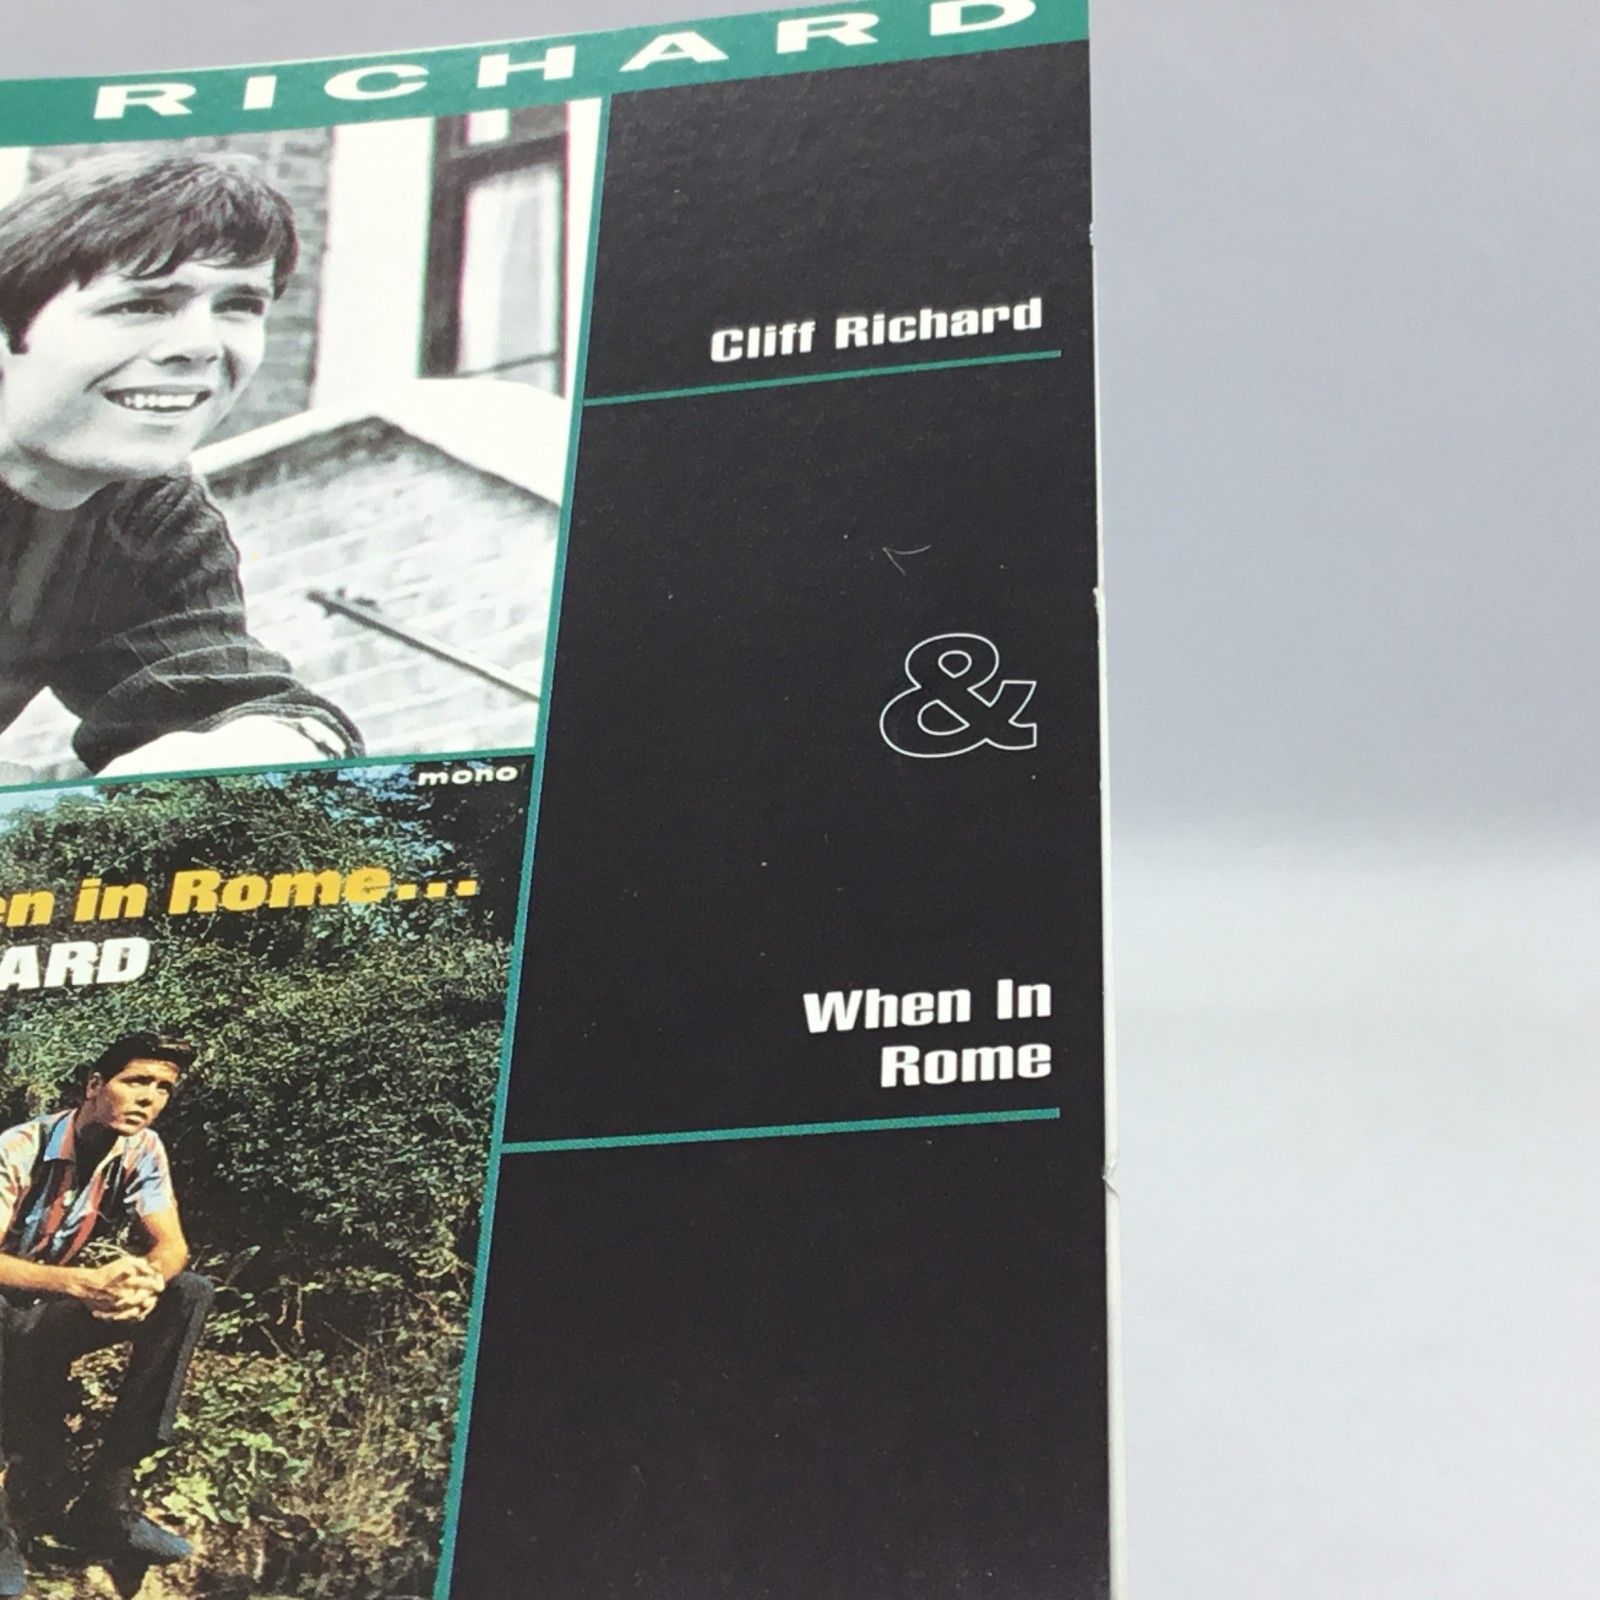 RICHARD
Cliff Richard
&
mono
en in Rome...
ARD
When In
Rome